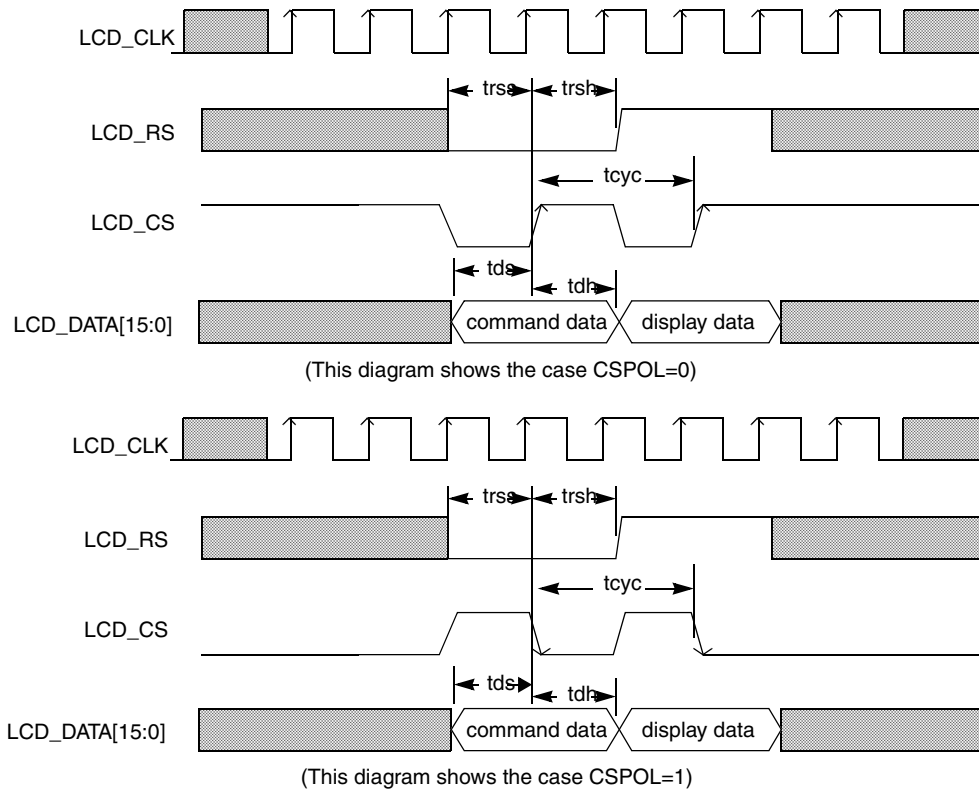 LCD_CLK
trss trsh
LCD_RS
tcyc
LCD_CS
tds
tdh
LCD_DATA[15:0] command data display data
(This diagram shows the case CSPOL=0)
LCD_CLK
trss trsh
LCD_RS
tcyc
LCD_CS
tds
tdh
LCD_DATA[15:0] command data display data
(This diagram shows the case CSPOL=1)